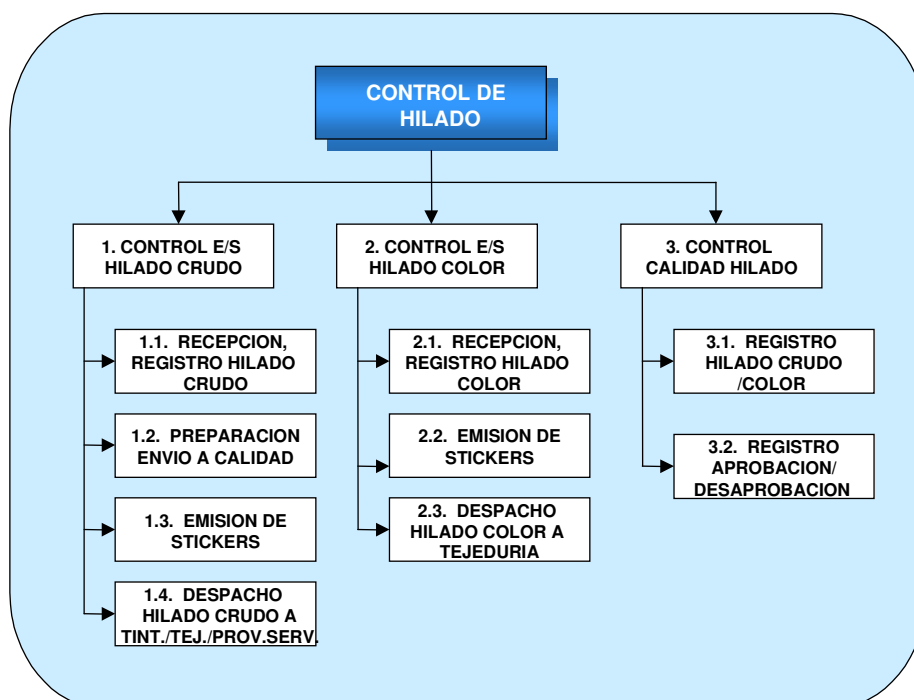 CONTROL DE
HILADO
1. CONTROL E/S
HILADO CRUDO
2. CONTROL E/S
HILADO COLOR
3. CONTROL
CALIDAD HILADO
1.1. RECEPCION,
REGISTRO HILADO
CRUDO
1.2. PREPARACION
ENVIO A CALIDAD
1.3. EMISION DE
STICKERS
1.4. DESPACHO
HILADO CRUDO A
TINT./TEJ./PROV.SERV.
2.1. RECEPCION,
REGISTRO HILADO
COLOR
2.2. EMISION DE
STICKERS
2.3. DESPACHO
HILADO COLOR A
TEJEDURIA
3.1. REGISTRO
HILADO CRUDO
/COLOR
3.2. REGISTRO
APROBACION/
DESAPROBACION